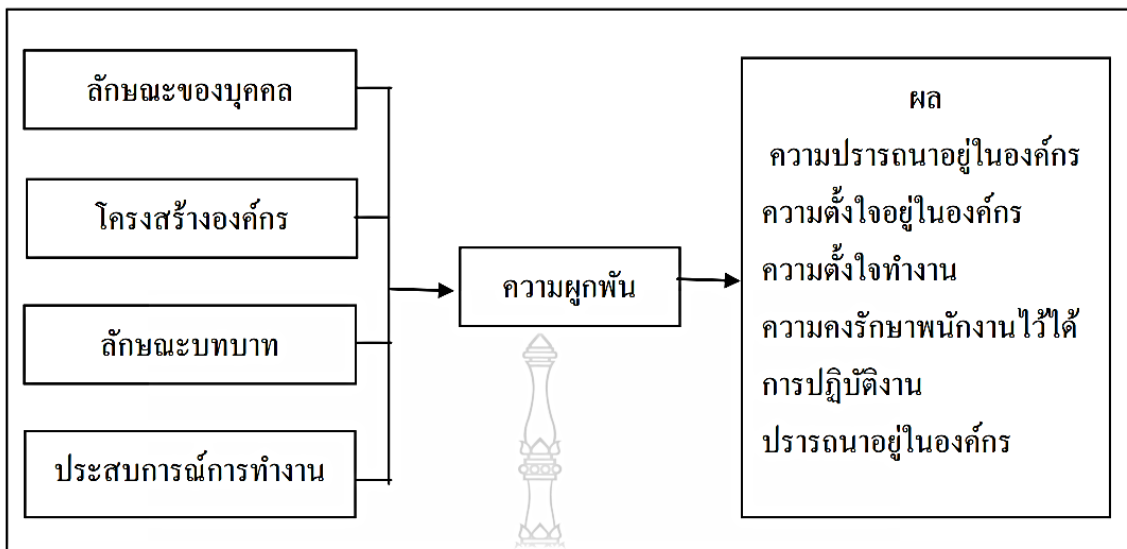 ลักษณะของบุคคล
โครงสร้างองค์กร
ลักษณะบทบาท
ประสบการณ์การทำงาน
ความผูกพัน
ผล
ความปรารถนาอยู่ในองค์กร
ความตั้งใจอยู่ในองค์กร
ความตั้งใจทำงาน
ความคงรักษาพนักงานไว้ได้
การปฏิบัติงาน
ปรารถนาอยู่ในองค์กร